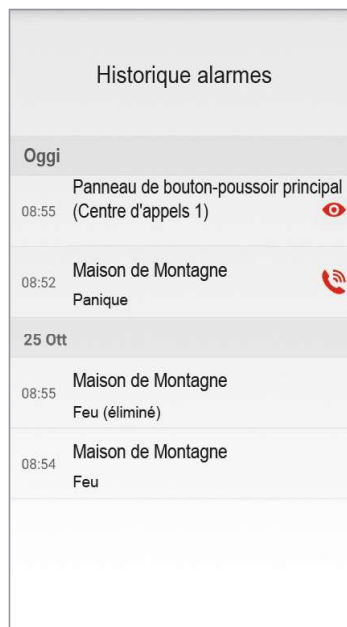 Historique alarmes
Oggi
Panneau de bouton-poussoir principal
08:55 (Centre d'appels 1)
08:52 Maison de Montagne
Panique
25 Ott
08:55 Maison de Montagne
Feu (éliminé)
08:54 Maison de Montagne
Feu